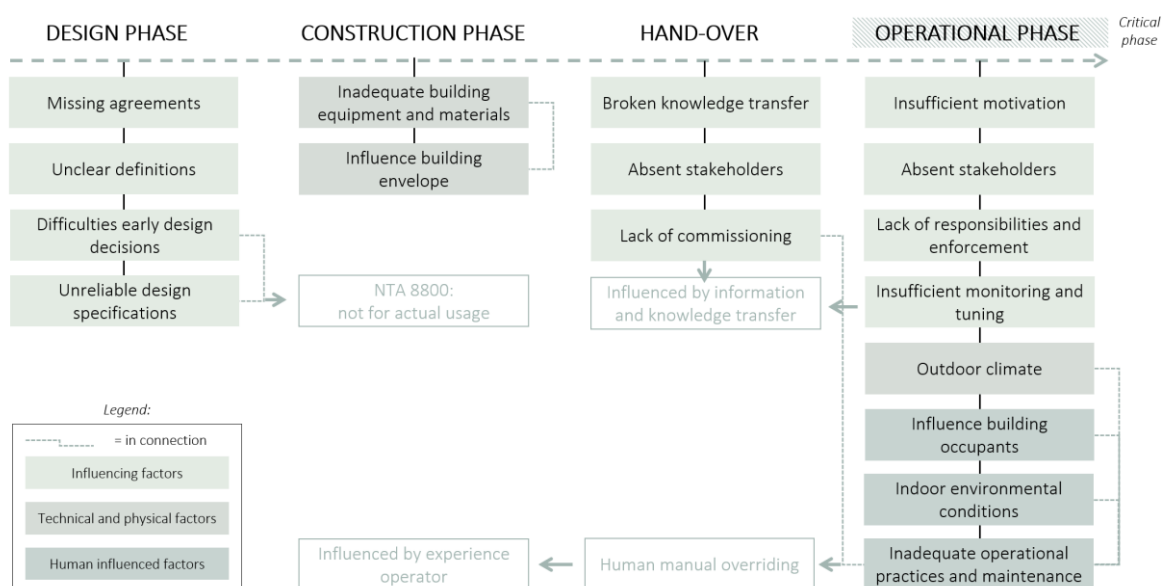 DESIGN PHASE
CONSTRUCTION PHASE
HAND-OVER
OPERATIONAL PHASE
Critical
phase
Missing agreements
Unclear definitions
Difficulties early design
decisions
Unreliable design
specifications
Inadequate building
equipment and materials
Influence building
envelope
NTA 8800:
not for actual usage
Broken knowledge transfer
Absent stakeholders
Lack of commissioning
Influenced by information
and knowledge transfer
Insufficient motivation
Absent stakeholders
Lack of responsibilities and
enforcement
Insufficient monitoring and
tuning
Outdoor climate
Influence building
occupants
Indoor environmental
conditions
Inadequate operational
practices and maintenance
Human manual overriding
Influenced by experience
operator
Legend:
= in connection
Influencing factors
Technical and physical factors
Human influenced factors